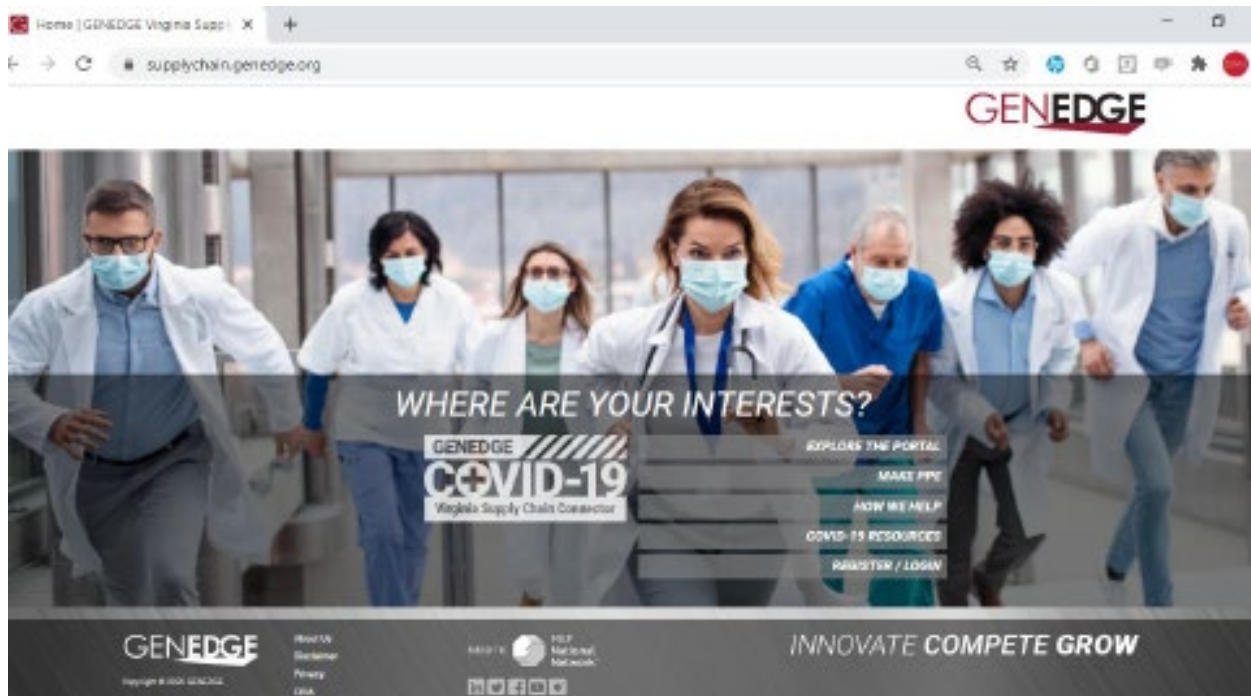 Home | GENEDGE Virginia Suppl
supplychain.genedge.org
GENEDGE
WHERE ARE YOUR INTERESTS?
GENEDGE
COVID-19
Virginia Supply Chain Connector
EXPLORE THE PORTAL
MAKE PPE
HOW WE HELP
COVID-19 RESOURCES
REGISTER / LOGIN
GENEDGE
About Us
Disclaimer
Privacy
MEP
National
Network
INNOVATE COMPETE GROW